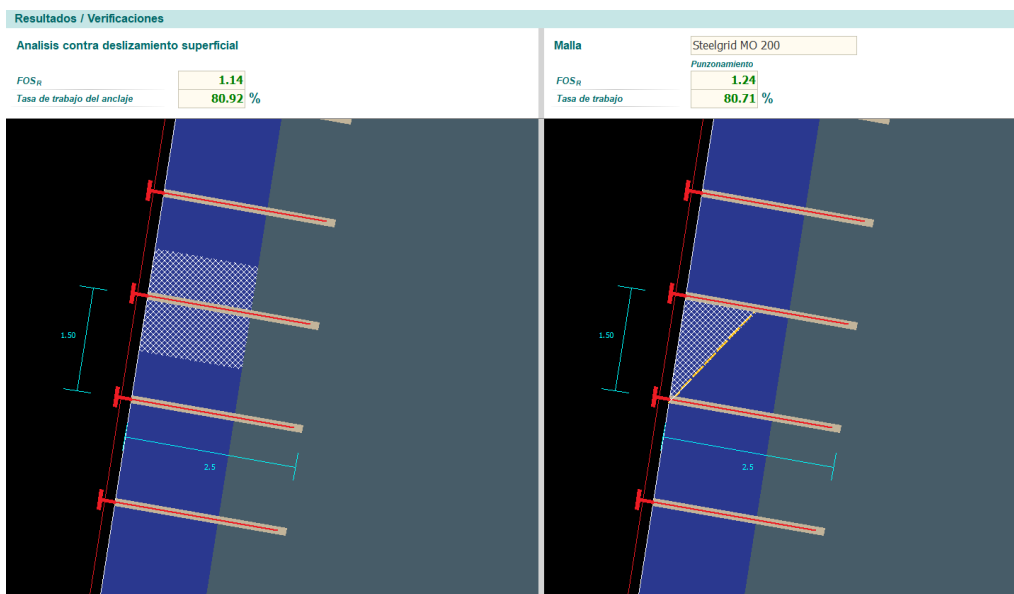 Resultados / Verificaciones
Analisis contra deslizamiento superficial
FOSR 1.14
Tasa de trabajo del anclaje 80.92 %
1.50
2.5
Malla Steelgrid MO 200
Punzonamiento
FOSR 1.24
Tasa de trabajo 80.71 %
1.50
2.5